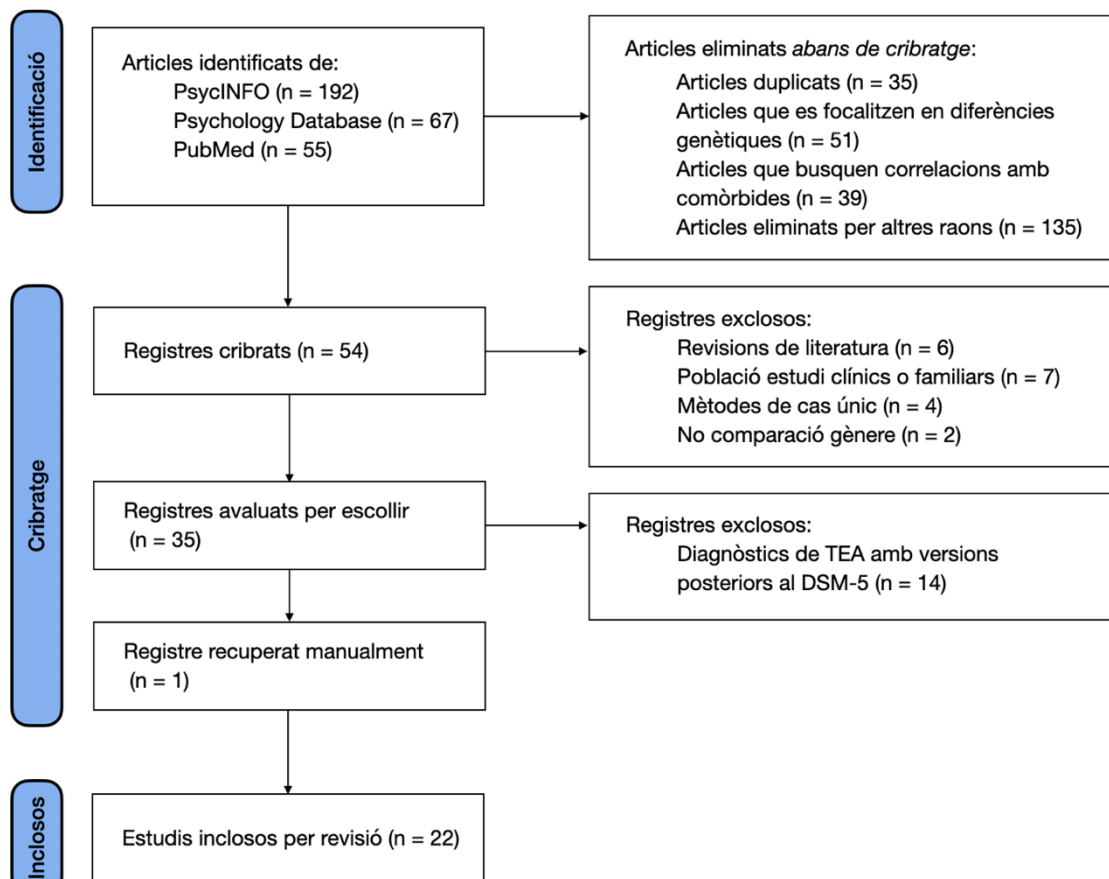 Identificació
Articles identificats de:
PsycINFO (n = 192)
Psychology Database (n = 67)
PubMed (n = 55)
Articles eliminats abans de cribratge:
Articles duplicats (n = 35)
Articles que es focalitzen en diferències
genètiques (n = 51)
Articles que busquen correlacions amb
comòrbides (n = 39)
Articles eliminats per altres raons (n = 135)
Cribratge
Registres cribrats (n = 54)
Registres exclosos:
Revisions de literatura (n = 6)
Població estudi clínics o familiars (n = 7)
Mètodes de cas únic (n = 4)
No comparació gènere (n = 2)
Registres avaluats per escollir
(n = 35)
Registres exclosos:
Diagnòstics de TEA amb versions
posteriors al DSM-5 (n = 14)
Registre recuperat manualment
(n = 1)
Inclosos
Estudis inclosos per revisió (n = 22)